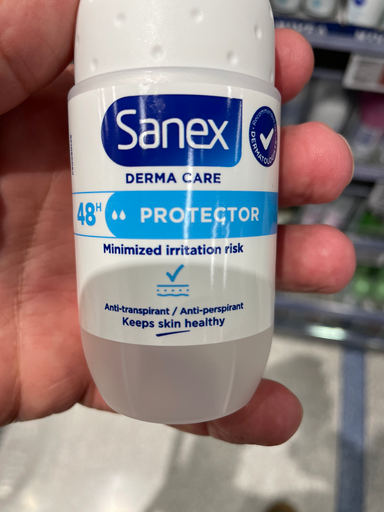 Sanex
DERMA CARE
48H PROTECTOR
Minimized irritation risk
Anti-transpirant / Anti-perspirant
Keeps skin healthy